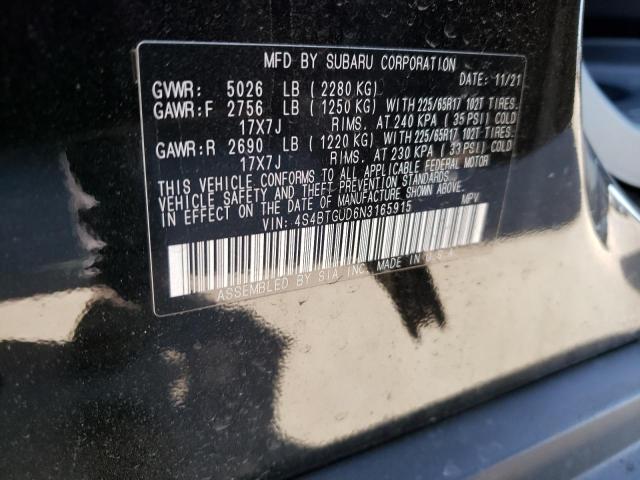 MFD BY SUBARU CORPORATION
DATE: 11/21
GVWR: 5026 LB ( 2280 KG)
GAWR:F 2756 LB ( 1250 KG) WITH 225/65R17 102T TIRES,
17X7J RIMS, AT 240 KPA ( 35 PSI) COLD
GAWR:R 2690 LB ( 1220 KG) WITH 225/65R17 102T TIRES,
17X7J RIMS, AT 230 KPA ( 33 PSI) COLD
THIS VEHICLE CONFORMS TO ALL APPLICABLE FEDERAL MOTOR
VEHICLE SAFETY AND THEFT PREVENTION STANDARDS
IN EFFECT ON THE DATE OF MANUFACTURE SHOWN ABOVE.
VIN: 4S4BTGUD6N3165915 MPV
ASSEMBLED BY SIA INC. MADE IN U.S.A